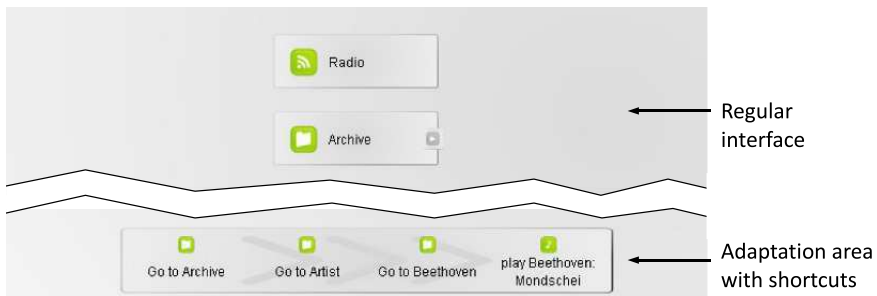 Radio
Archive
Regular
interface
Go to Archive
Go to Artist
Go to Beethoven
play Beethoven:
Mondschei
Adaptation area
with shortcuts